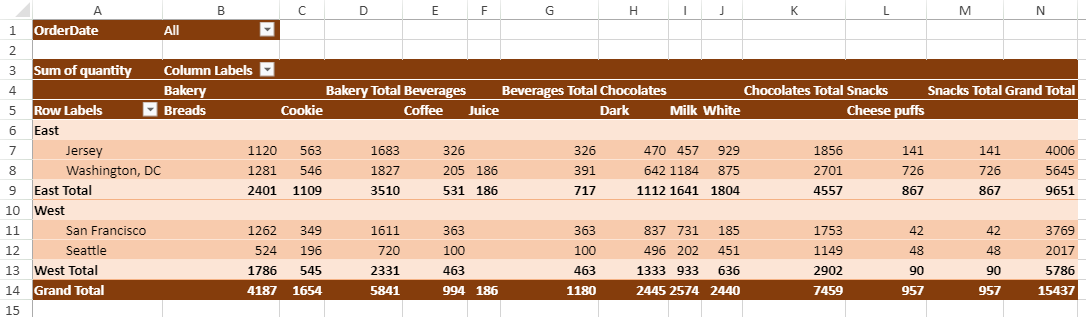 A B C D E F G H I J K L M N
1 OrderDate All
2
3 Sum of quantity Column Labels
4 Bakery Bakery Total Beverages Beverages Total Chocolates Chocolates Total Snacks Snacks Total Grand Total
5 Row Labels Breads Cookie Coffee Juice Dark Milk White Cheese puffs
6 East
7 Jersey 1120 563 1683 326 326 470 457 929 1856 141 141 4006
8 Washington, DC 1281 546 1827 205 186 391 642 1184 875 2701 726 726 5645
9 East Total 2401 1109 3510 531 186 717 1112 1641 1804 4557 867 867 9651
10 West
11 San Francisco 1262 349 1611 363 363 837 731 185 1753 42 42 3769
12 Seattle 524 196 720 100 100 496 202 451 1149 48 48 2017
13 West Total 1786 545 2331 463 463 1333 933 636 2902 90 90 5786
14 Grand Total 4187 1654 5841 994 186 1180 2445 2574 2440 7459 957 957 15437
15